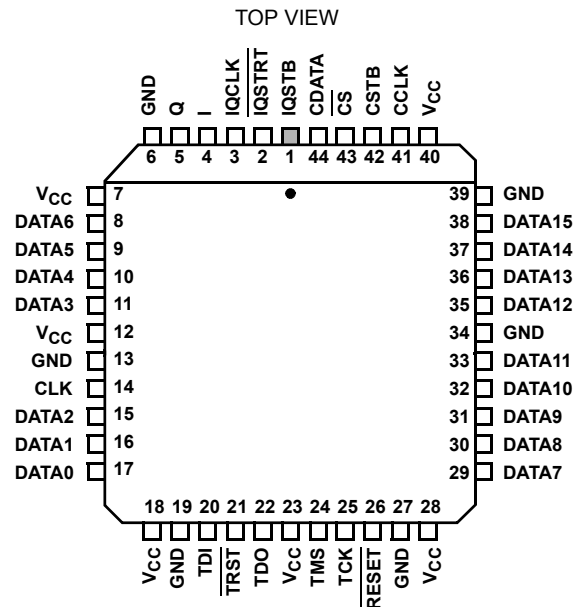 TOP VIEW
GND Q I IQCLK IQSTRT IQSTB CDATA CS CSTB CCLK VCC
6 5 4 3 2 1 44 43 42 41 40
VCC 7 39 GND
DATA6 8 38 DATA15
DATA5 9 37 DATA14
DATA4 10 36 DATA13
DATA3 11 35 DATA12
VCC 12 34 GND
GND 13 33 DATA11
CLK 14 32 DATA10
DATA2 15 31 DATA9
DATA1 16 30 DATA8
DATA0 17 29 DATA7
18 19 20 21 22 23 24 25 26 27 28
VCC GND TDI TRST TDO VCC TMS TCK RESET GND VCC